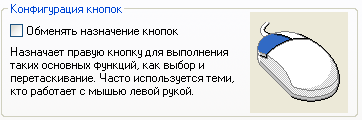 Конфигурация кнопок
Обменять назначение кнопок
Назначает правую кнопку для выполнения
таких основных функций, как выбор и
перетаскивание. Часто используется теми,
кто работает с мышью левой рукой.